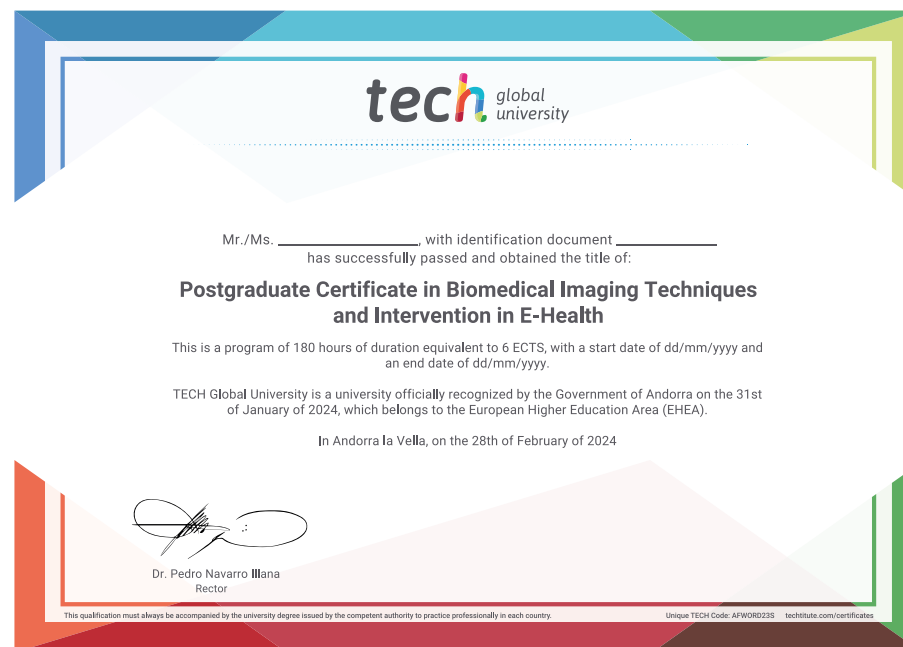 tech global
university
Mr./Ms. ________________, with identification document ____________
has successfully passed and obtained the title of:
Postgraduate Certificate in Biomedical Imaging Techniques
and Intervention in E-Health
This is a program of 180 hours of duration equivalent to 6 ECTS, with a start date of dd/mm/yyyy and
an end date of dd/mm/yyyy.
TECH Global University is a university officially recognized by the Government of Andorra on the 31st
of January of 2024, which belongs to the European Higher Education Area (EHEA).
In Andorra la Vella, on the 28th of February of 2024
Dr. Pedro Navarro Illana
Rector
This qualification must always be accompanied by the university degree issued by the competent authority to practice professionally in each country. Unique TECH Code: AFWORD23S techtitute.com/certificates